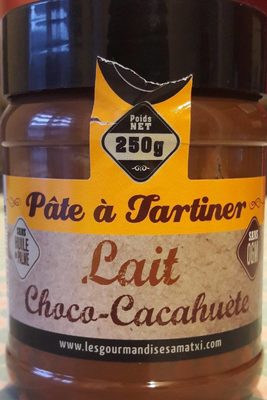 Poids
NET
250g
Pâte à Tartiner
SANS
HUILE
DE PALME
SANS
OGM
Lait
Choco-Cacahuète
www.lesgourmandisesamatxi.com